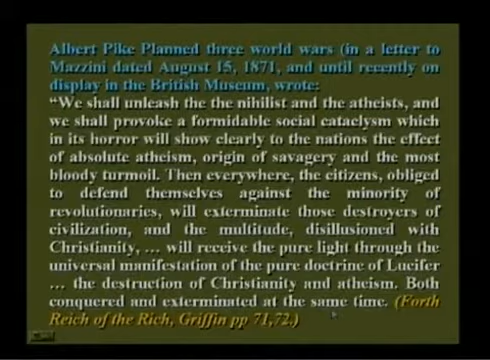 Albert Pike Planned three world wars (in a letter to
Mazzini dated August 15, 1871, and until recently on
display in the British Museum, wrote:
“We shall unleash the the nihilist and the atheists, and
we shall provoke a formidable social cataclysm which
in its horror will show clearly to the nations the effect
of absolute atheism, origin of savagery and the most
bloody turmoil. Then everywhere, the citizens, obliged
to defend themselves against the minority of
revolutionaries, will exterminate those destroyers of
civilization, and the multitude, disillusioned with
Christianity, ... will receive the pure light through the
universal manifestation of the pure doctrine of Lucifer
... the destruction of Christianity and atheism. Both
conquered and exterminated at the same time. (Forth
Reich of the Rich, Griffin pp 71,72.)